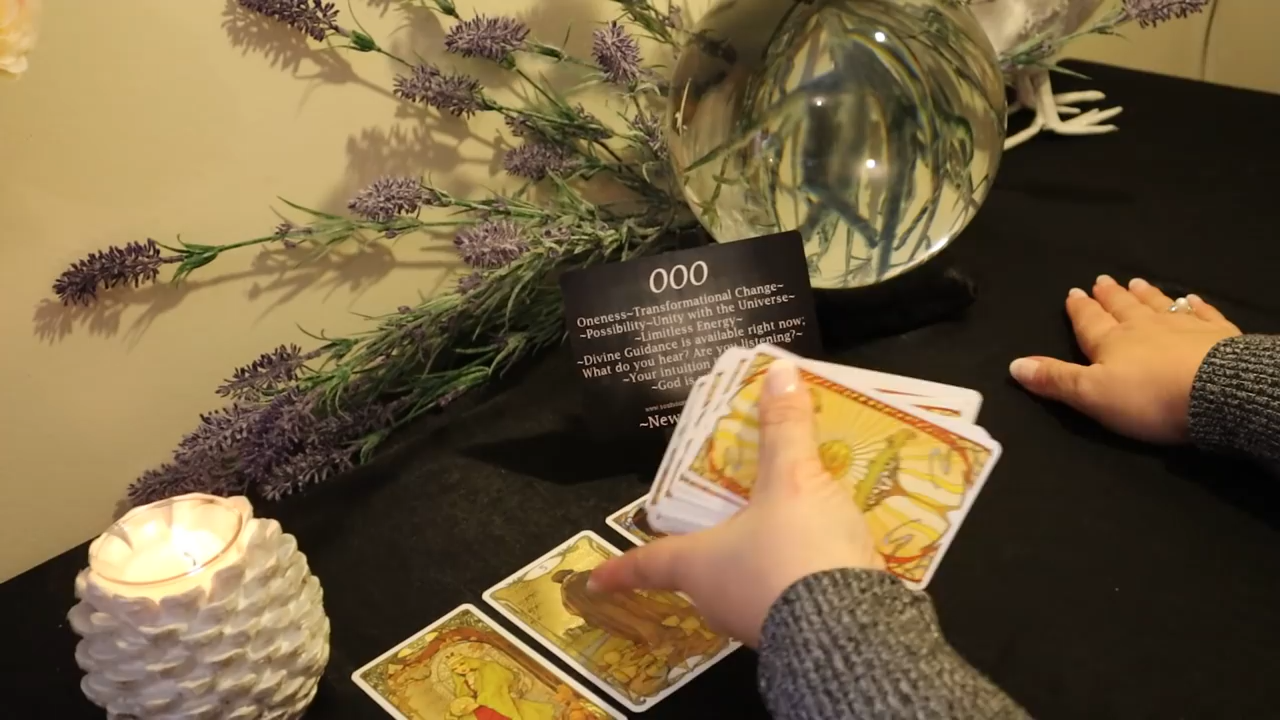 000
Oneness~Transformational Change~
~Possibility~Unity with the Universe~
~Limitless Energy~
~Divine Guidance is available right now;
What do you hear? Are you listening?~
~Your intuition
~God is
~New